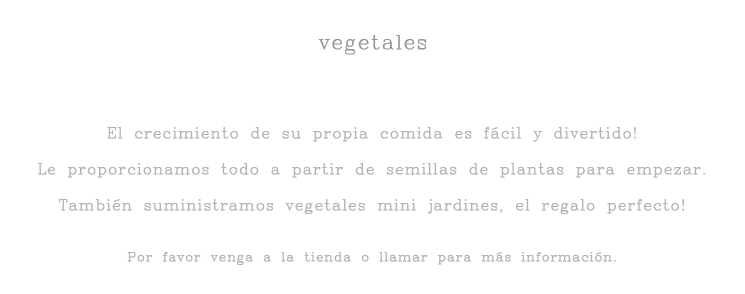 vegetales
El crecimiento de su propia comida es fácil y divertido!
Le proporcionamos todo a partir de semillas de plantas para empezar.
También suministramos vegetales mini jardines, el regalo perfecto!
Por favor venga a la tienda o llamar para más información.